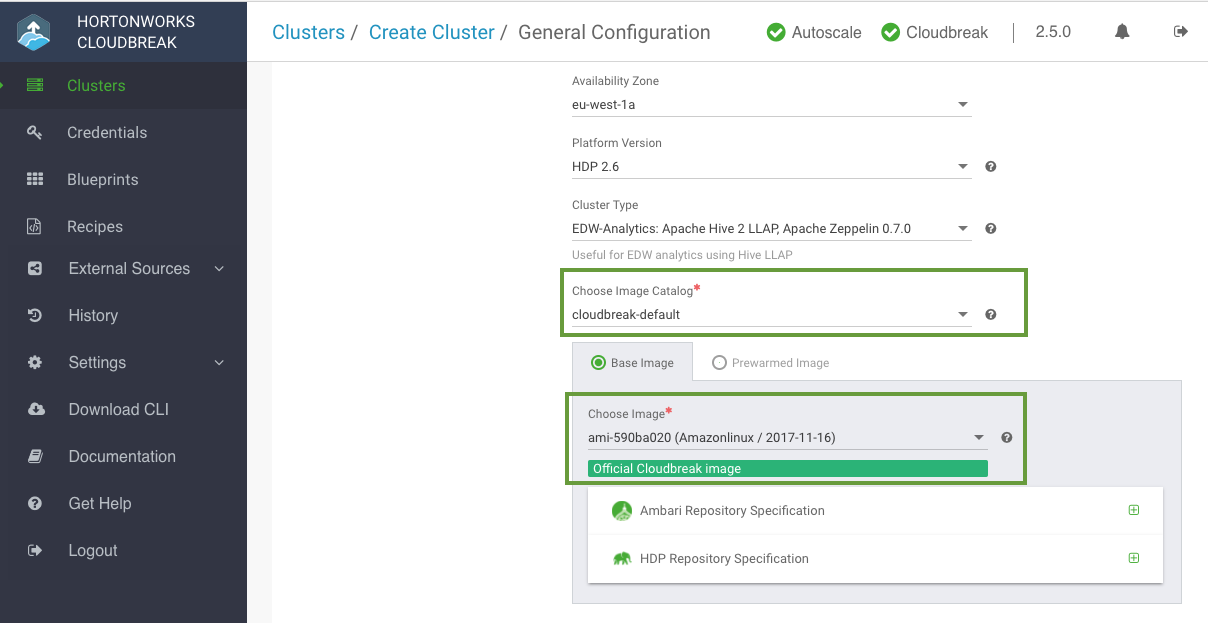 HORTONWORKS
CLOUDBREAK
Clusters / Create Cluster / General Configuration
Autoscale
Cloudbreak
2.5.0
Clusters
Credentials
Blueprints
Recipes
External Sources
History
Settings
Download CLI
Documentation
Get Help
Logout
Availability Zone
eu-west-1a
Platform Version
HDP 2.6
Cluster Type
EDW-Analytics: Apache Hive 2 LLAP, Apache Zeppelin 0.7.0
Useful for EDW analytics using Hive LLAP
Choose Image Catalog*
cloudbreak-default
Base Image
Prewarmed Image
Choose Image*
ami-590ba020 (Amazonlinux / 2017-11-16)
Official Cloudbreak image
Ambari Repository Specification
HDP Repository Specification